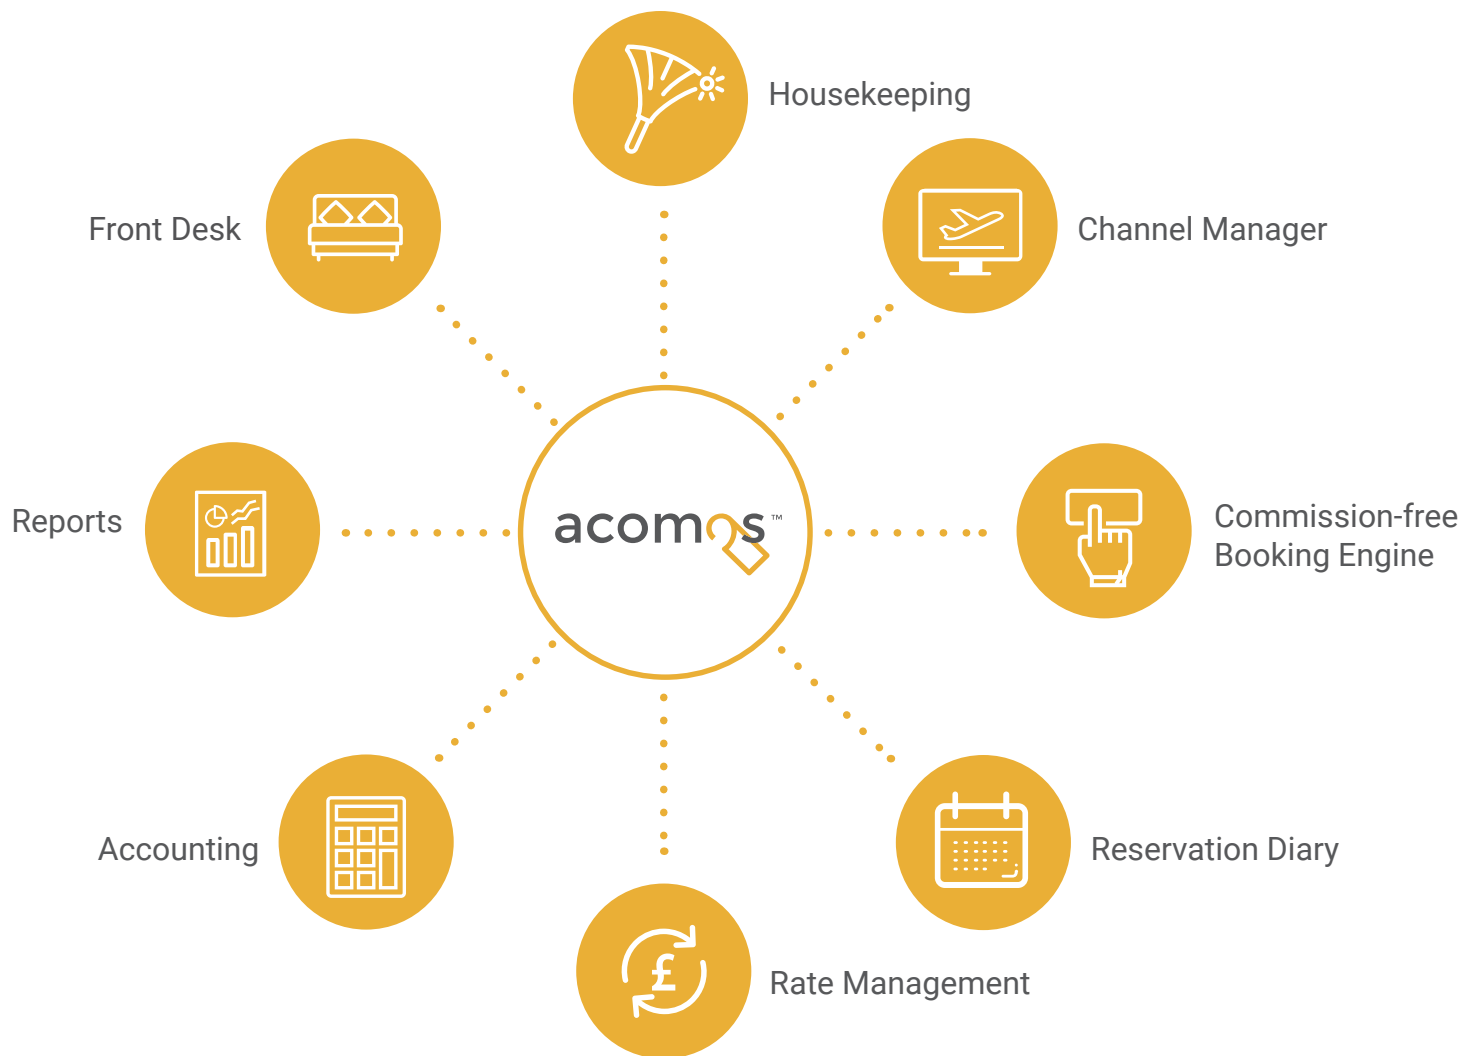 Housekeeping
Front Desk
Channel Manager
acomos™
Reports
Commission-free
Booking Engine
£
Accounting
Reservation Diary
Rate Management